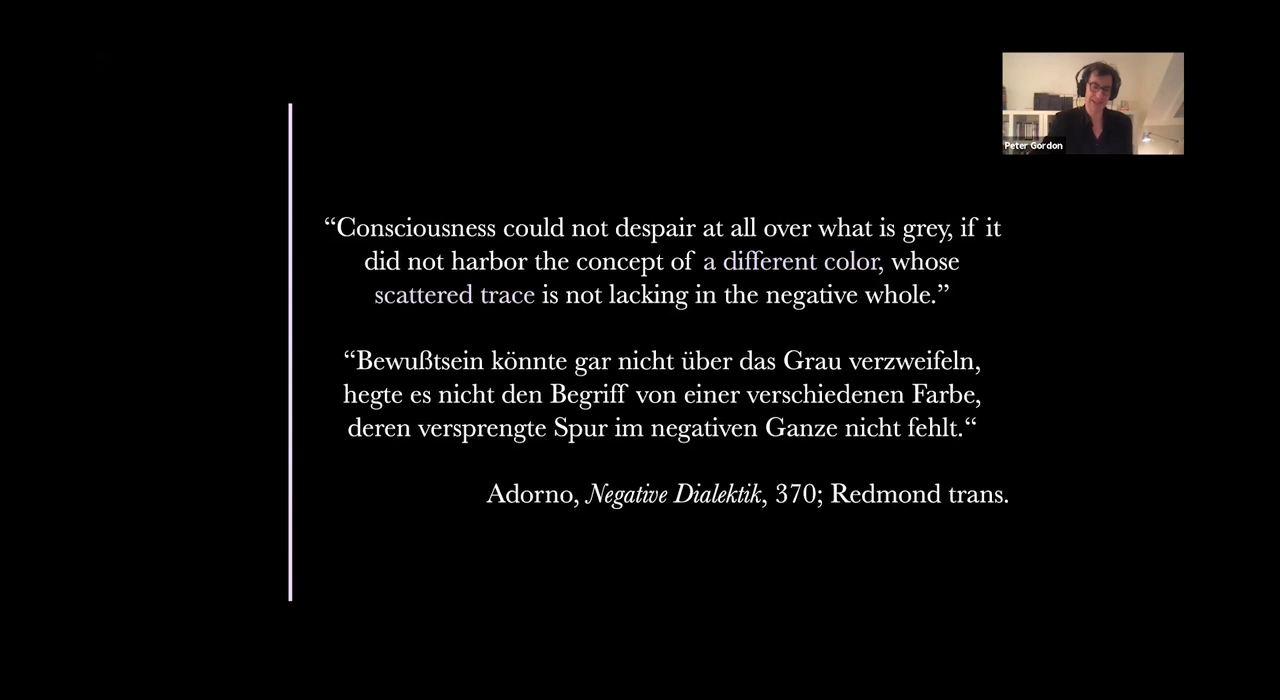 Peter Gordon
“Consciousness could not despair at all over what is grey, if it
did not harbor the concept of a different color, whose
scattered trace is not lacking in the negative whole.”
“Bewußtsein könnte gar nicht über das Grau verzweifeln,
hegte es nicht den Begriff von einer verschiedenen Farbe,
deren versprengte Spur im negativen Ganze nicht fehlt.“
Adorno, Negative Dialektik, 370; Redmond trans.